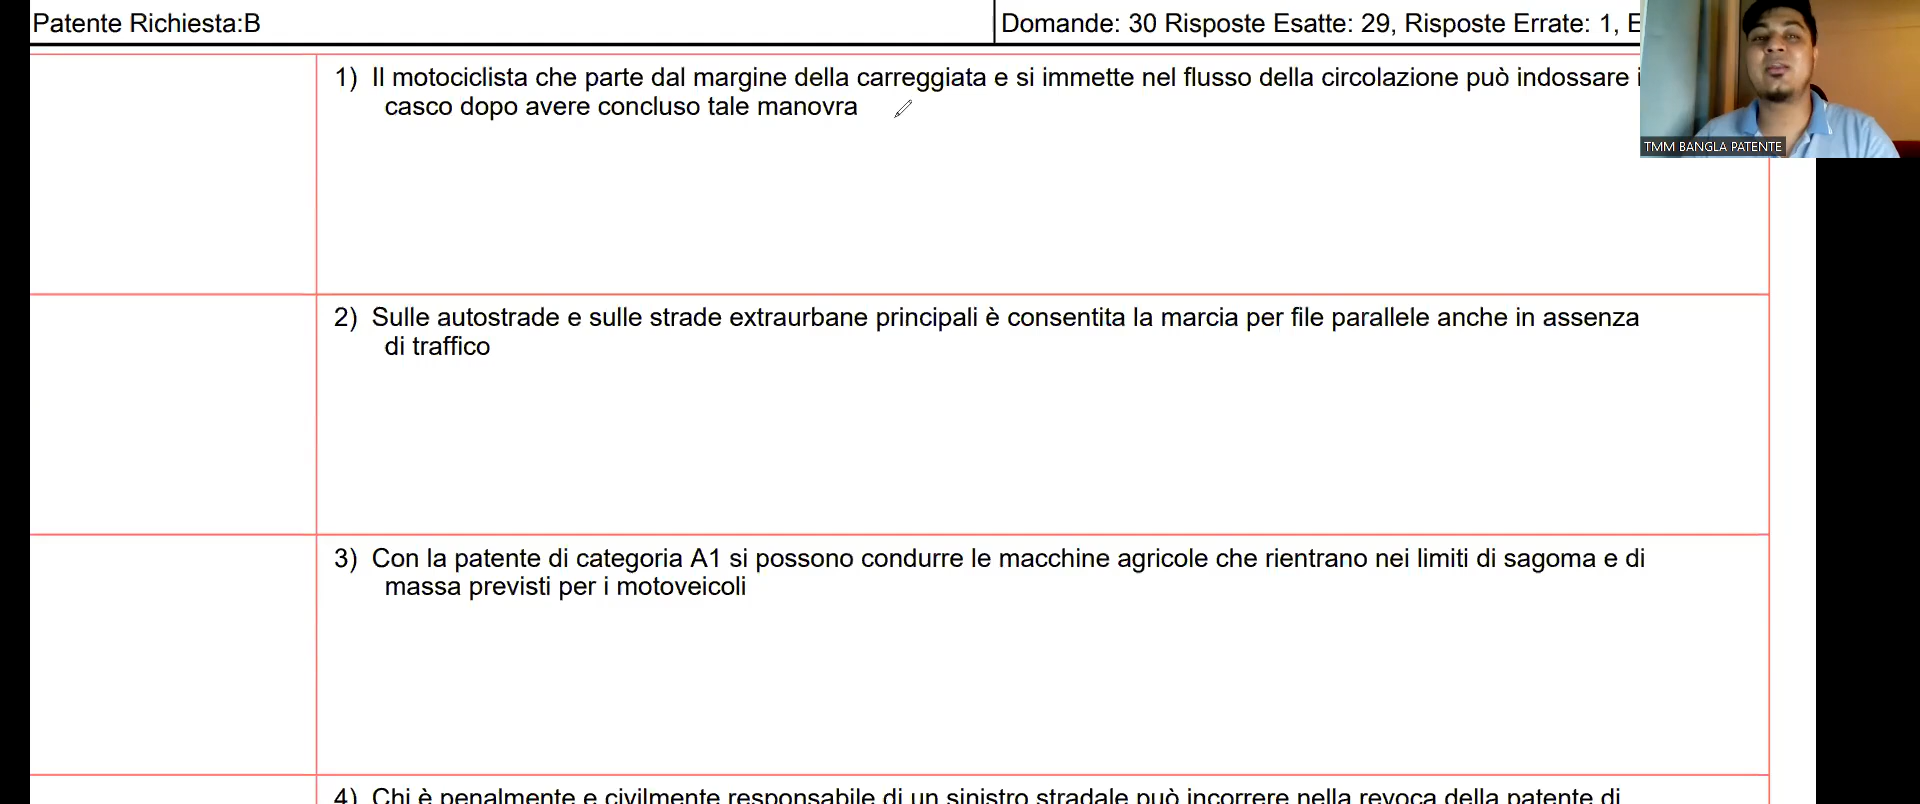 Patente Richiesta:B
Domande: 30 Risposte Esatte: 29, Risposte Errate: 1, E
1) Il motociclista che parte dal margine della carreggiata e si immette nel flusso della circolazione può indossare i
casco dopo avere concluso tale manovra
TMM BANGLA PATENTE
2) Sulle autostrade e sulle strade extraurbane principali è consentita la marcia per file parallele anche in assenza
di traffico
3) Con la patente di categoria A1 si possono condurre le macchine agricole che rientrano nei limiti di sagoma e di
massa previsti per i motoveicoli
4) Chi è penalmente e civilmente responsabile di un sinistro stradale può incorrere nella revoca della patente di